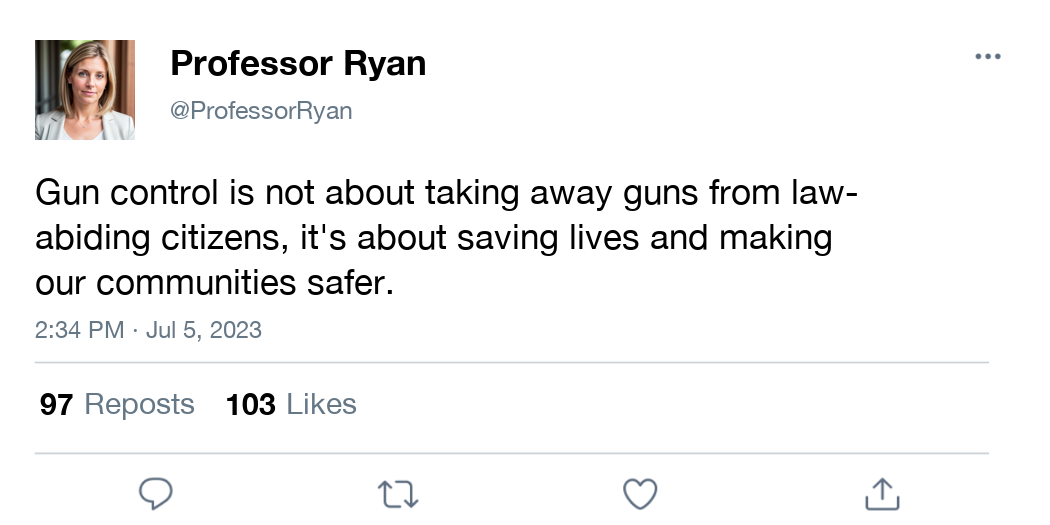 Professor Ryan
@ProfessorRyan
Gun control is not about taking away guns from law-
abiding citizens, it's about saving lives and making
our communities safer.
2:34 PM · Jul 5, 2023
97 Reposts 103 Likes